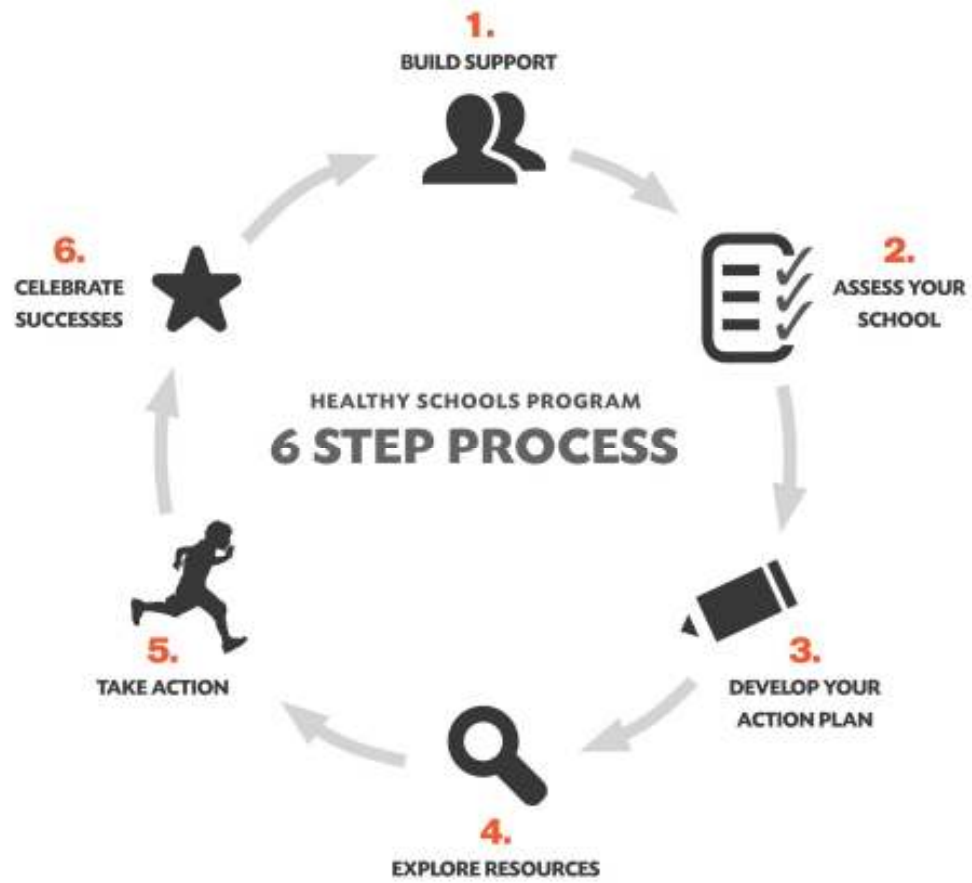 1.
BUILD SUPPORT
2.
ASSESS YOUR
SCHOOL
3.
DEVELOP YOUR
ACTION PLAN
4.
EXPLORE RESOURCES
5.
TAKE ACTION
6.
CELEBRATE
SUCCESSES
HEALTHY SCHOOLS PROGRAM
6 STEP PROCESS